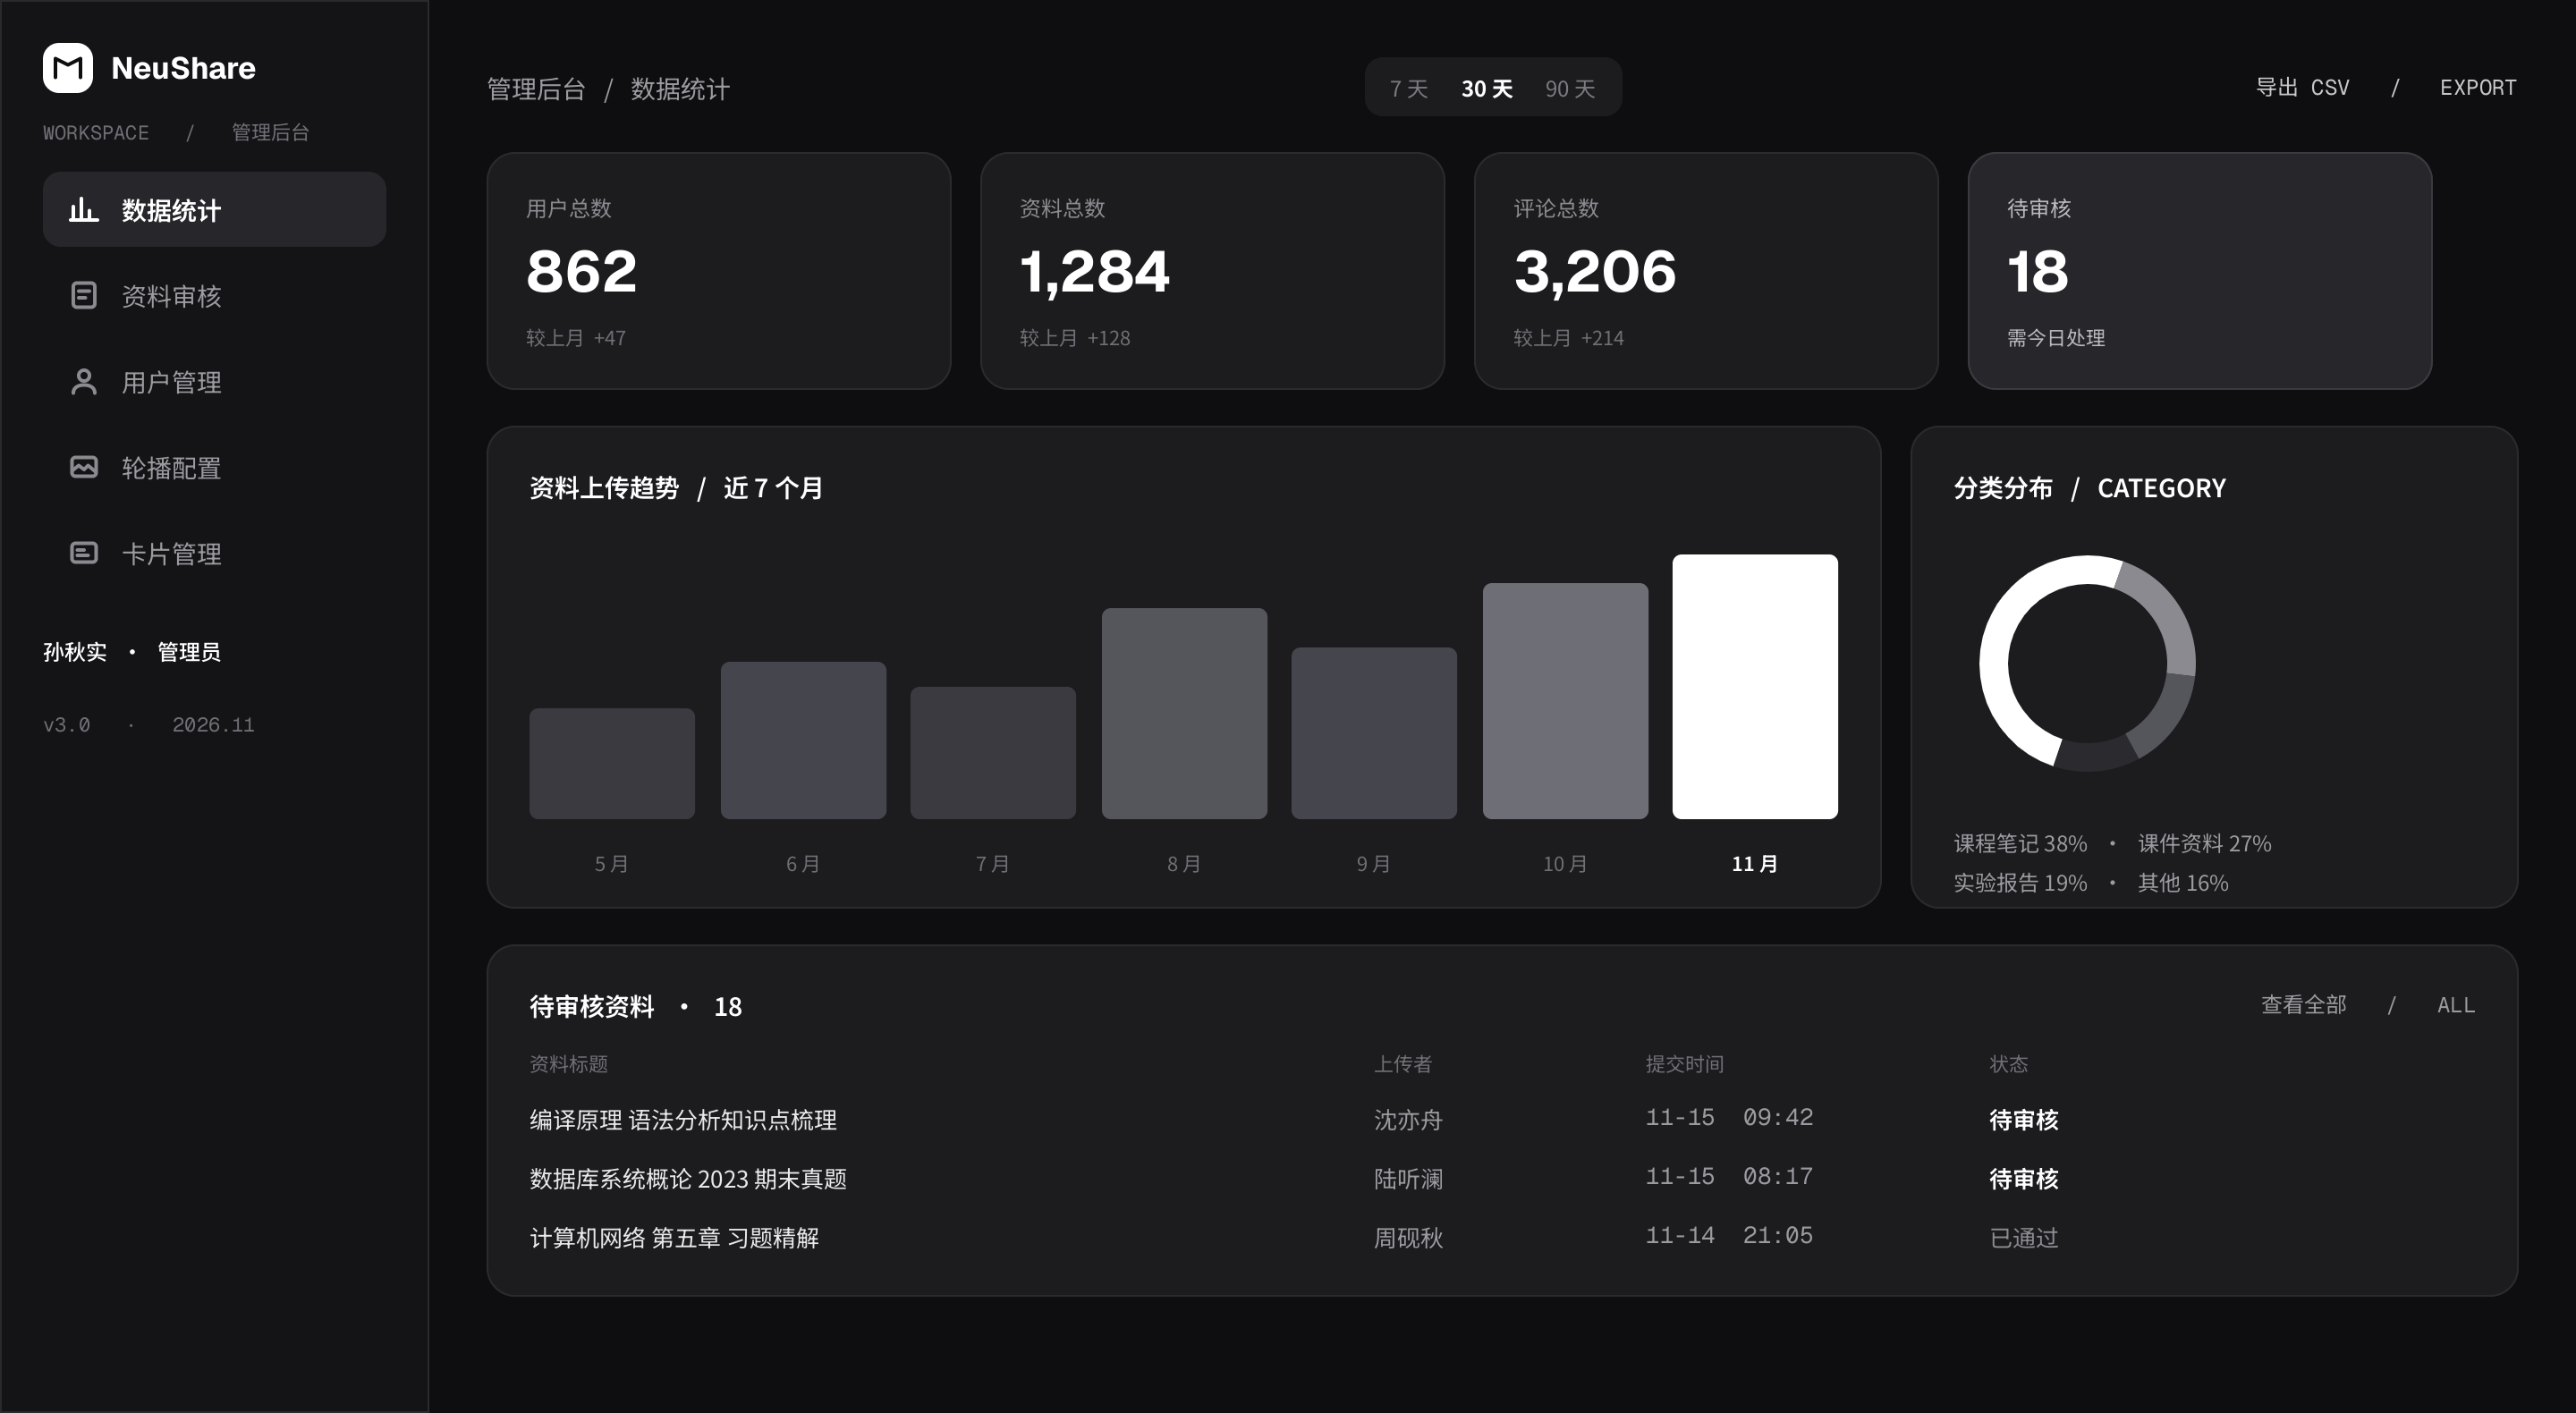 NeuShare
WORKSPACE / 管理后台
数据统计
资料审核
用户管理
轮播配置
卡片管理
孙秋实 • 管理员
v3.0 · 2026.11
管理后台 / 数据统计
7 天 30 天 90 天
导出 CSV / EXPORT
用户总数
862
较上月 +47
资料总数
1,284
较上月 +128
评论总数
3,206
较上月 +214
待审核
18
需今日处理
资料上传趋势 / 近 7 个月
5 月 6 月 7 月 8 月 9 月 10 月 11 月
分类分布 / CATEGORY
课程笔记 38% • 课件资料 27%
实验报告 19% • 其他 16%
待审核资料 • 18
查看全部 / ALL
资料标题 上传者 提交时间 状态
编译原理 语法分析知识点梳理 沈亦舟 11-15 09:42 待审核
数据库系统概论 2023 期末真题 陆听澜 11-15 08:17 待审核
计算机网络 第五章 习题精解 周砚秋 11-14 21:05 已通过